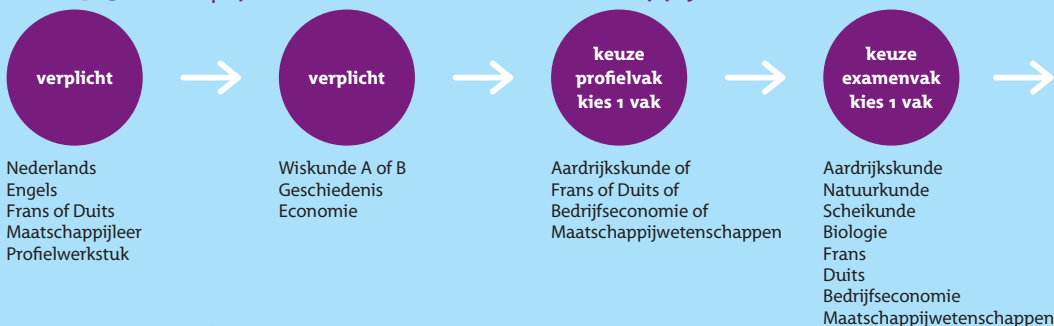 verplicht
Nederlands
Engels
Frans of Duits
Maatschappijleer
Profielwerkstuk
verplicht
Wiskunde A of B
Geschiedenis
Economie
keuze
profielvak
kies 1 vak
Aardrijkskunde of
Frans of Duits of
Bedrijfseconomie of
Maatschappijwetenschappen
keuze
examenvak
kies 1 vak
Aardrijkskunde
Natuurkunde
Scheikunde
Biologie
Frans
Duits
Bedrijfseconomie
Maatschappijwetenschappen